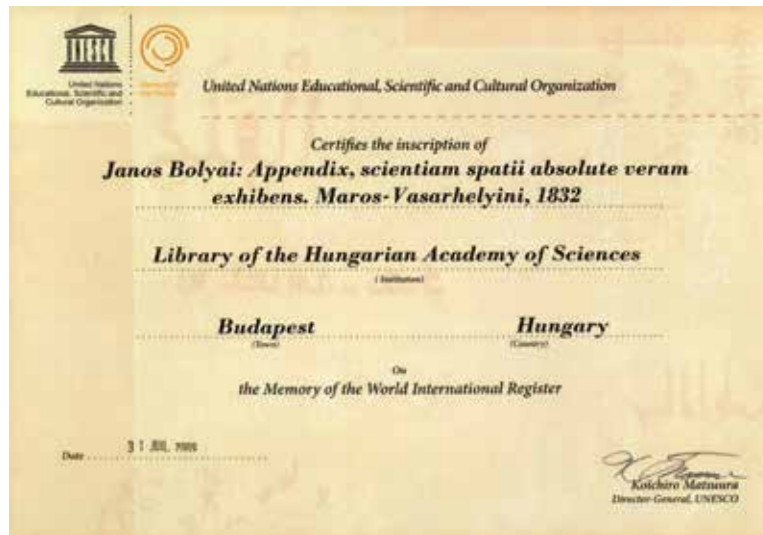 United Nations
Educational, Scientific and
Cultural Organization
United Nations Educational, Scientific and Cultural Organization
Certifies the inscription of
Janos Bolyai: Appendix, scientiam spatii absolute veram
exhibens. Maros-Vasarhelyini, 1832
Library of the Hungarian Academy of Sciences
(Institution)
Budapest Hungary
(Town) (Country)
On
the Memory of the World International Register
Date 31 JUL 2009
Koïchiro Matsuura
Director-General, UNESCO